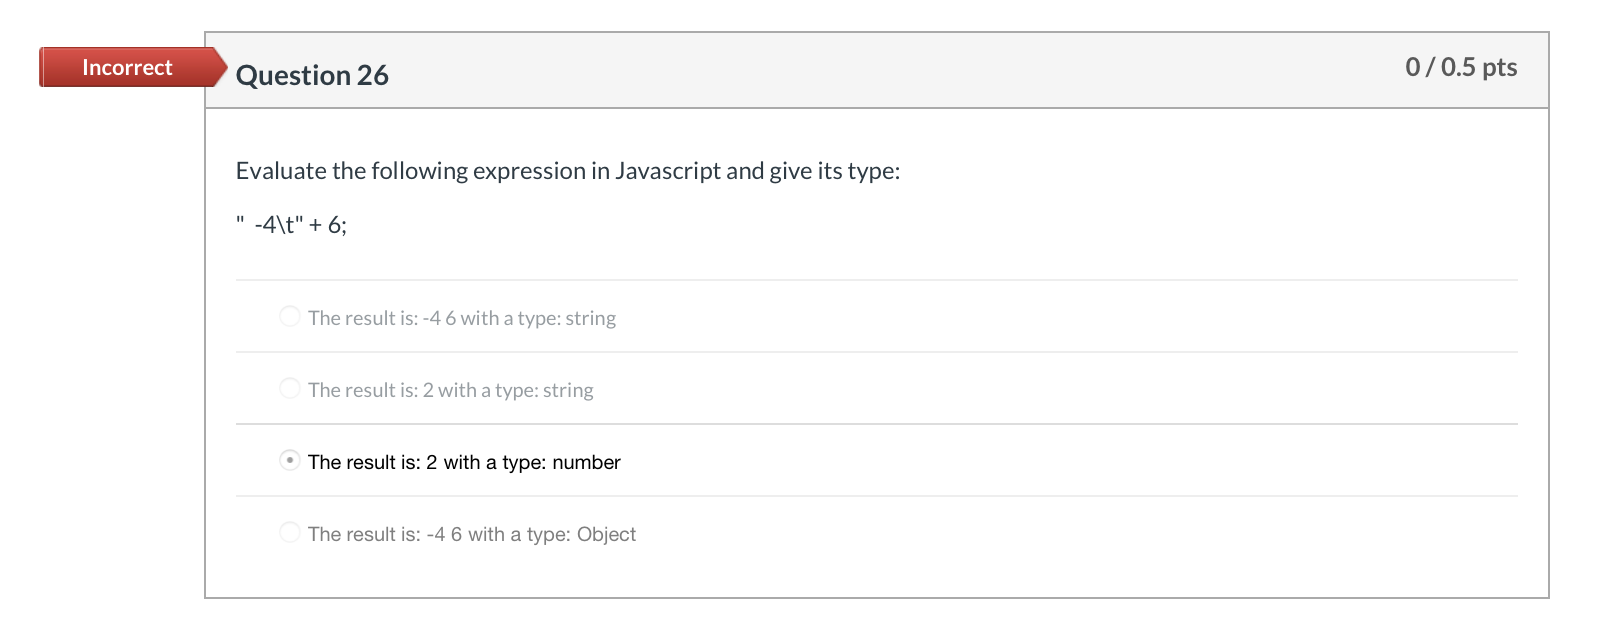 Incorrect
Question 26
0 / 0.5 pts
Evaluate the following expression in Javascript and give its type:
"  -4\t" + 6;
The result is: -4 6 with a type: string
The result is: 2 with a type: string
The result is: 2 with a type: number
The result is: -4 6 with a type: Object